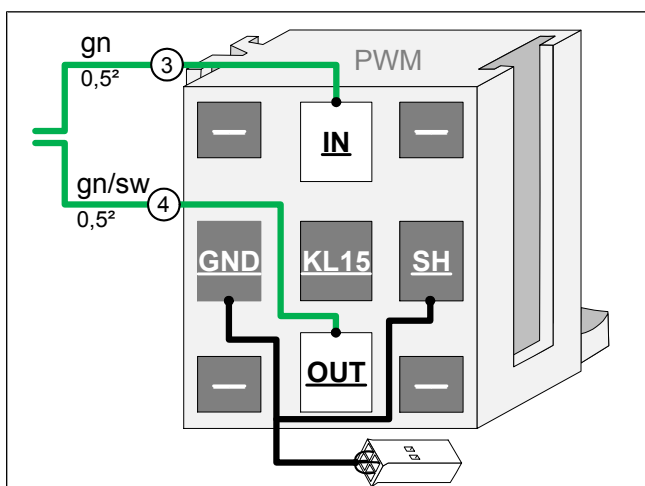 gn
0,5²
3
PWM
IN
gn/sw
0,5²
4
GND
KL15
SH
OUT